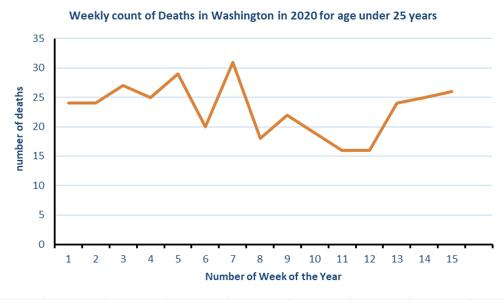 Weekly count of Deaths in Washington in 2020 for age under 25 years
35
30
25
20
15
10
5
0
number of deaths
1 2 3 4 5 6 7 8 9 10 11 12 13 14 15
Number of Week of the Year